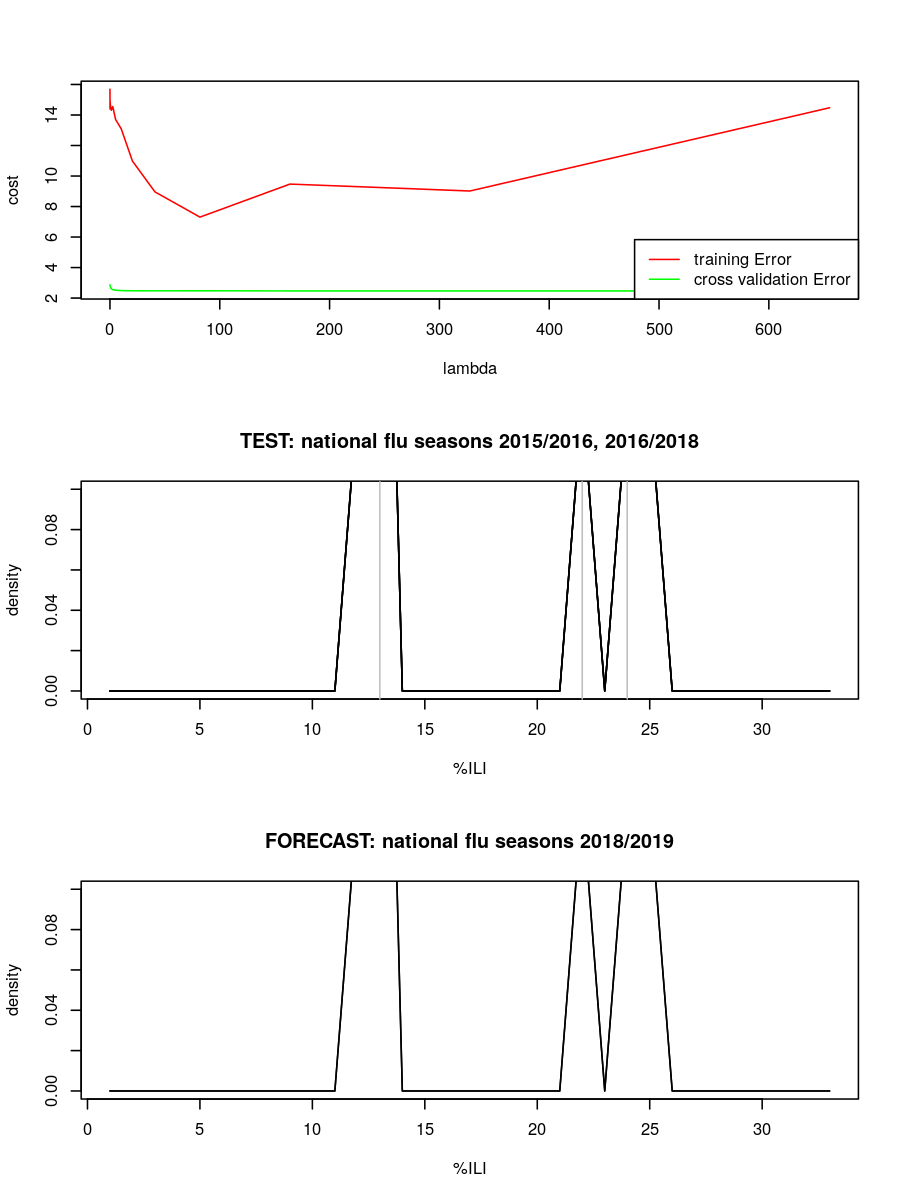 cost
14
10
8
6
4
2
training Error
cross validation Error
0 100 200 300 400 500 600
lambda
TEST: national flu seasons 2015/2016, 2016/2018
density
0.08
0.04
0.00
0 5 10 15 20 25 30
%ILI
FORECAST: national flu seasons 2018/2019
density
0.08
0.04
0.00
0 5 10 15 20 25 30
%ILI